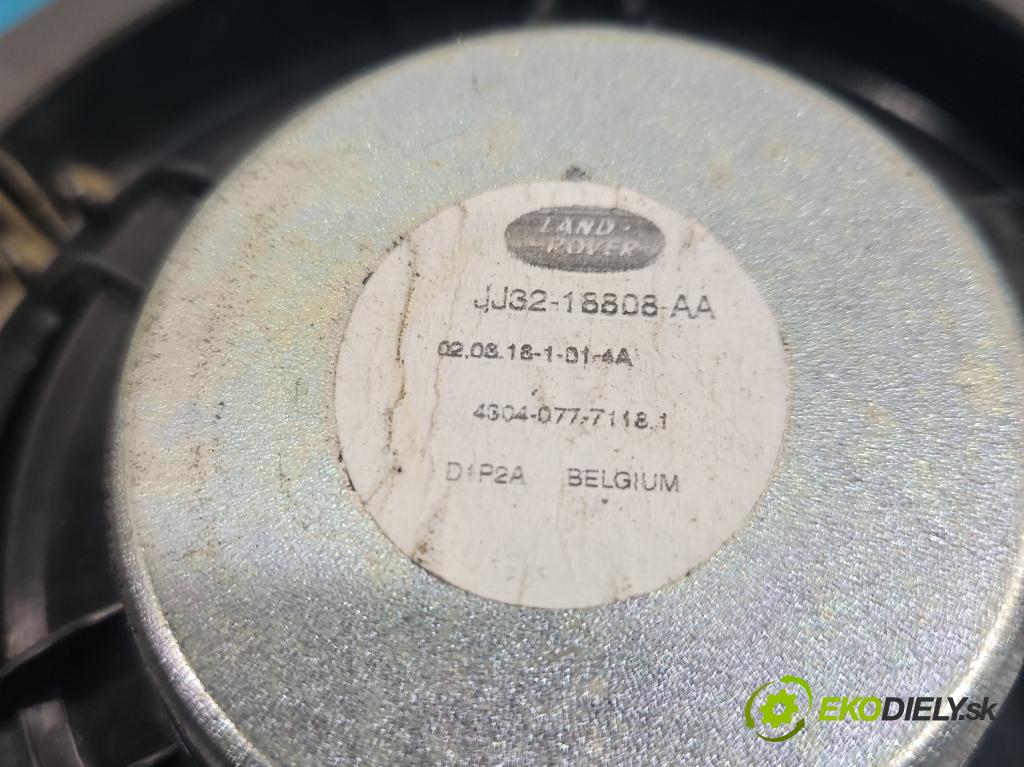 LAND-
ROVER
JJ32-18808-AA
02.08.18-1-01-4A
4304-077-7118.1
D1P2A BELGIUM
EKODIELY.sk